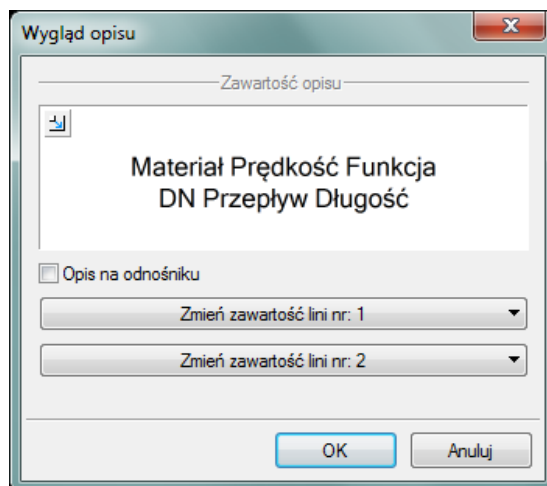 Wygląd opisu
Zawartość opisu
Materiał Prędkość Funkcja
DN Przepływ Długość
Opis na odnośniku
Zmień zawartość lini nr: 1
Zmień zawartość lini nr: 2
OK
Anuluj